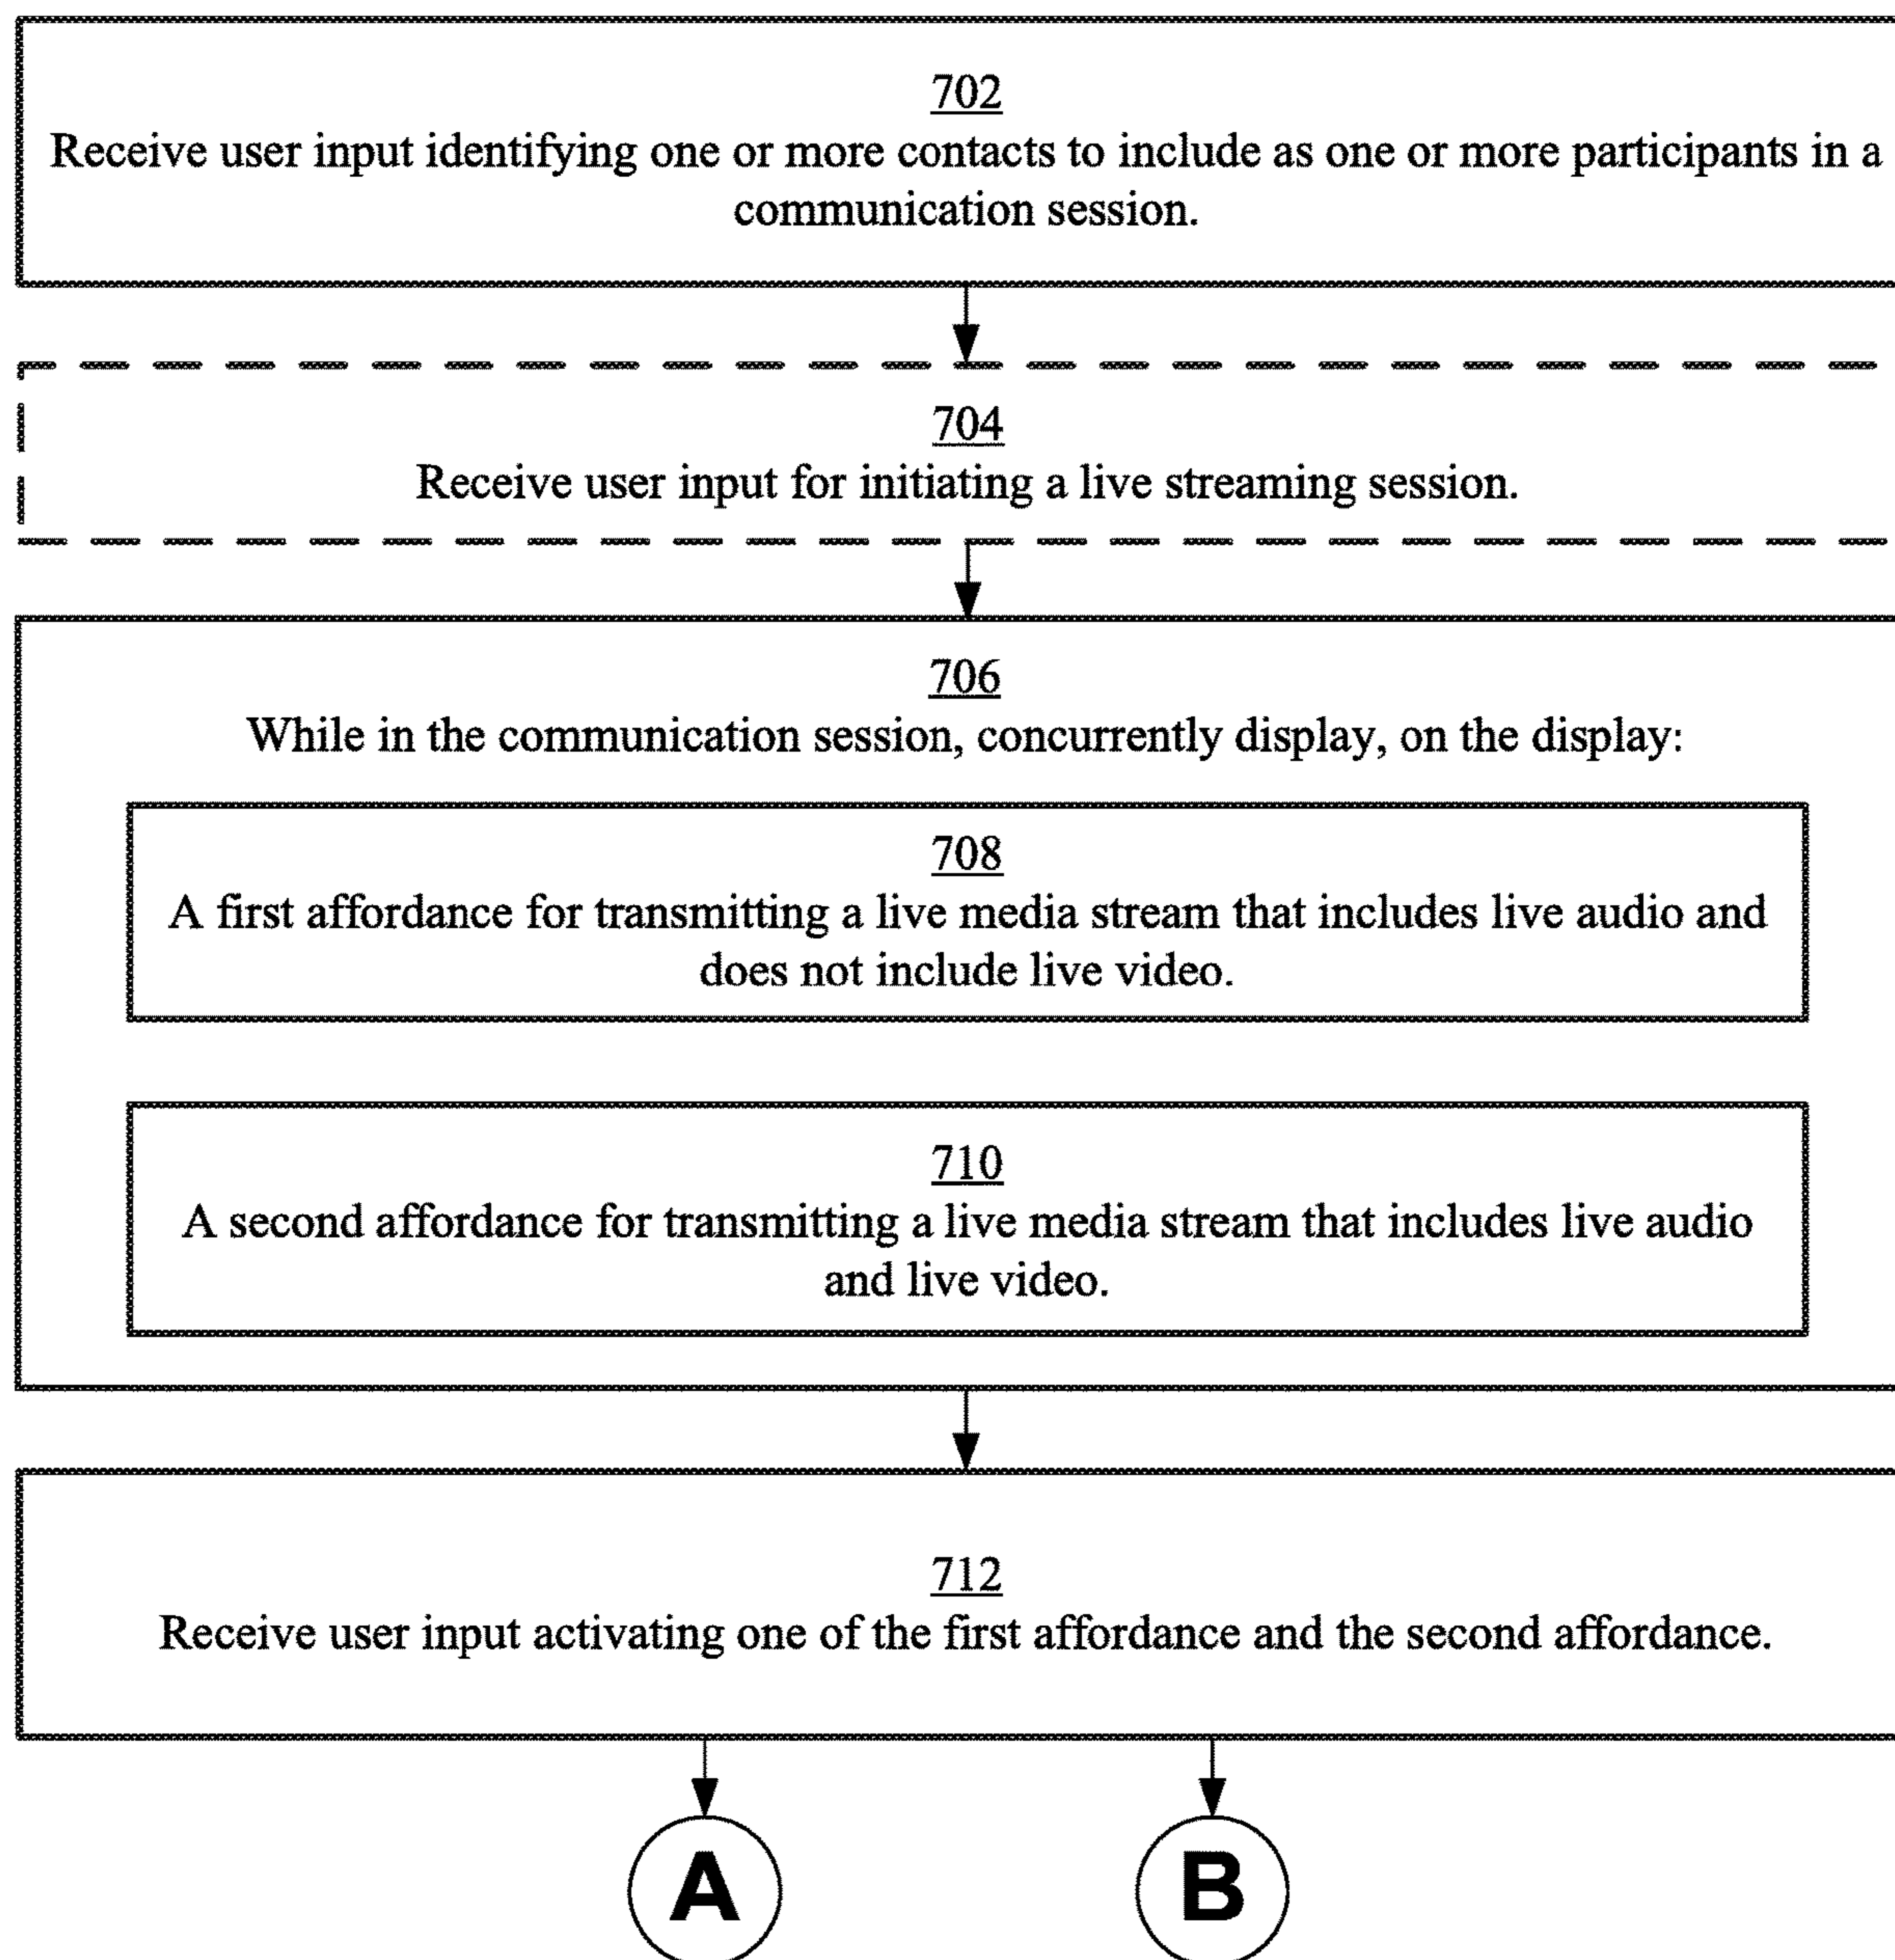 702
Receive user input identifying one or more contacts to include as one or more participants in a
communication session.
704
Receive user input for initiating a live streaming session.
706
While in the communication session, concurrently display, on the display:
708
A first affordance for transmitting a live media stream that includes live audio and
does not include live video.
710
A second affordance for transmitting a live media stream that includes live audio
and live video.
712
Receive user input activating one of the first affordance and the second affordance.
A
B